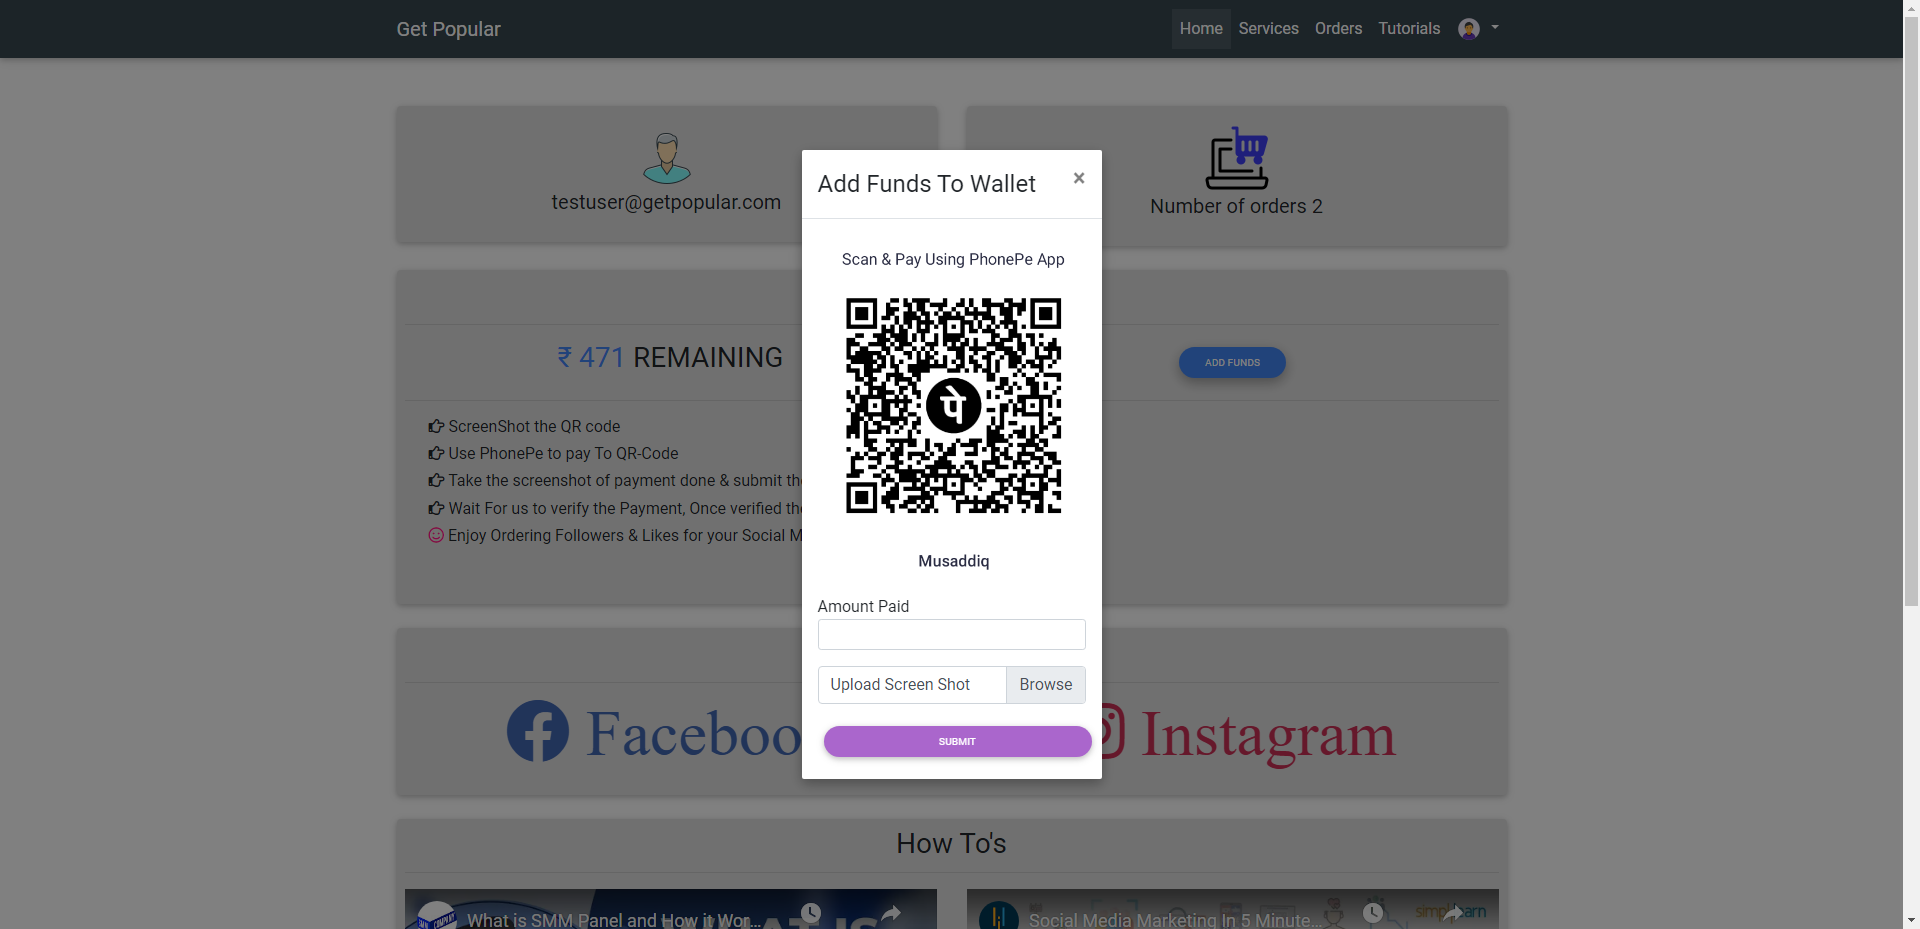 Get Popular
Home Services Orders Tutorials
testuser@getpopular.com
Number of orders 2
₹ 471 REMAINING
ADD FUNDS
ScreenShot the QR code
Use PhonePe to pay To QR-Code
Take the screenshot of payment done & submit the
Wait For us to verify the Payment, Once verified the
Enjoy Ordering Followers & Likes for your Social M
Add Funds To Wallet ×
Scan & Pay Using PhonePe App
पे
Musaddiq
Amount Paid
Upload Screen Shot Browse
SUBMIT
Faceboo
Instagram
How To's
What is SMM Panel and How it Wor...
Social Media Marketing In 5 Minute...